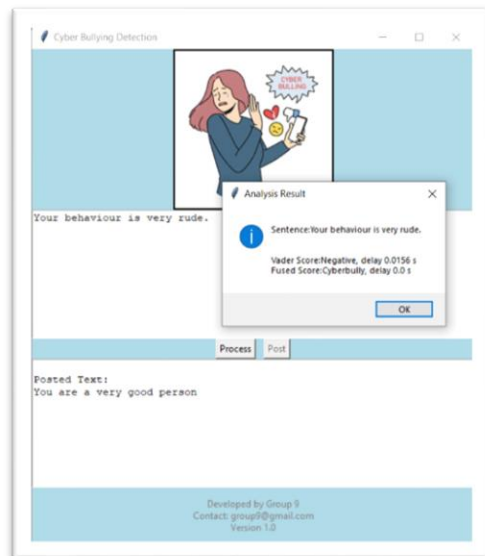 Cyber Bullying Detection
CYBER
BULLING
Your behaviour is very rude.
Analysis Result
Sentence:Your behaviour is very rude.
Vader Score:Negative, delay 0.0156 s
Fused Score:Cyberbully, delay 0.0 s
OK
Process
Post
Posted Text:
You are a very good person
Developed by Group 9
Contact: group9@gmail.com
Version 1.0